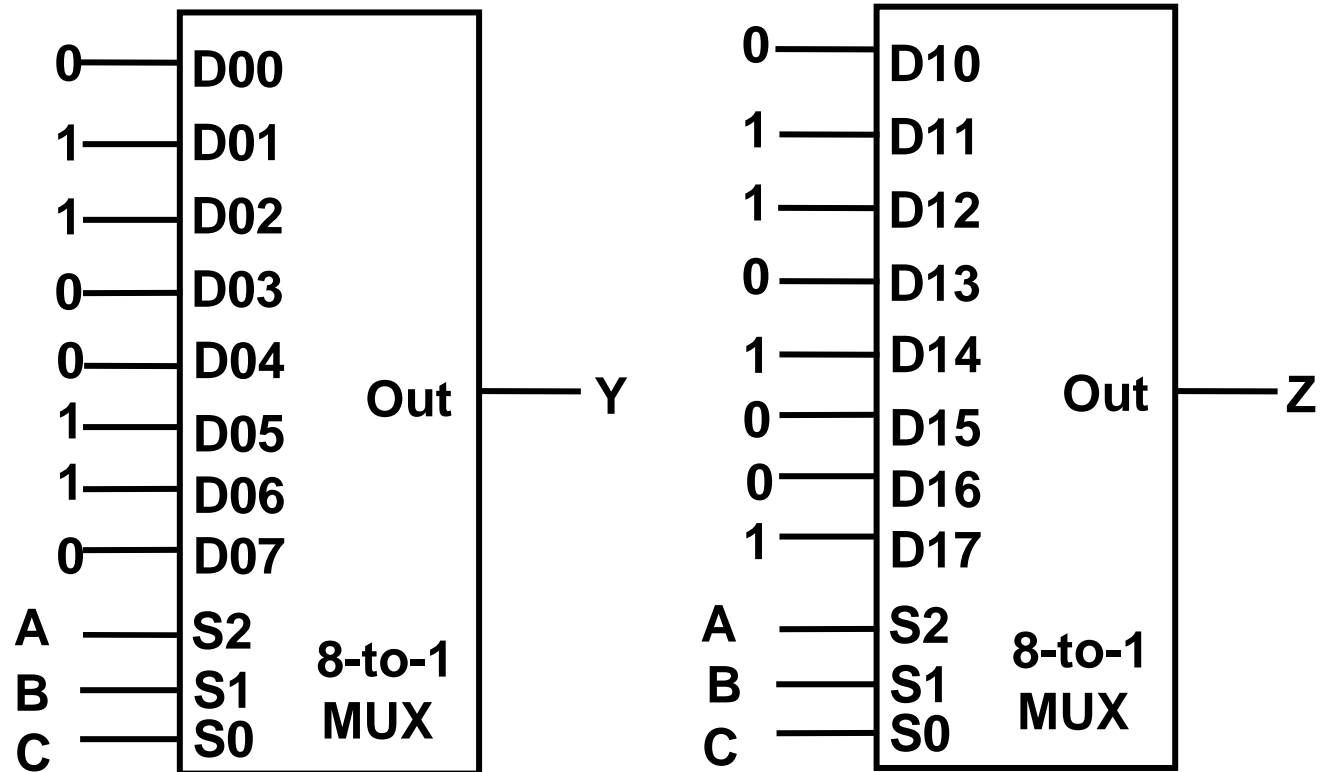 0 D00
1 D01
1 D02
0 D03
0 D04
1 D05
1 D06
0 D07
A S2
B S1
C S0
Out Y
8-to-1
MUX
0 D10
1 D11
1 D12
0 D13
1 D14
0 D15
0 D16
1 D17
A S2
B S1
C S0
Out Z
8-to-1
MUX